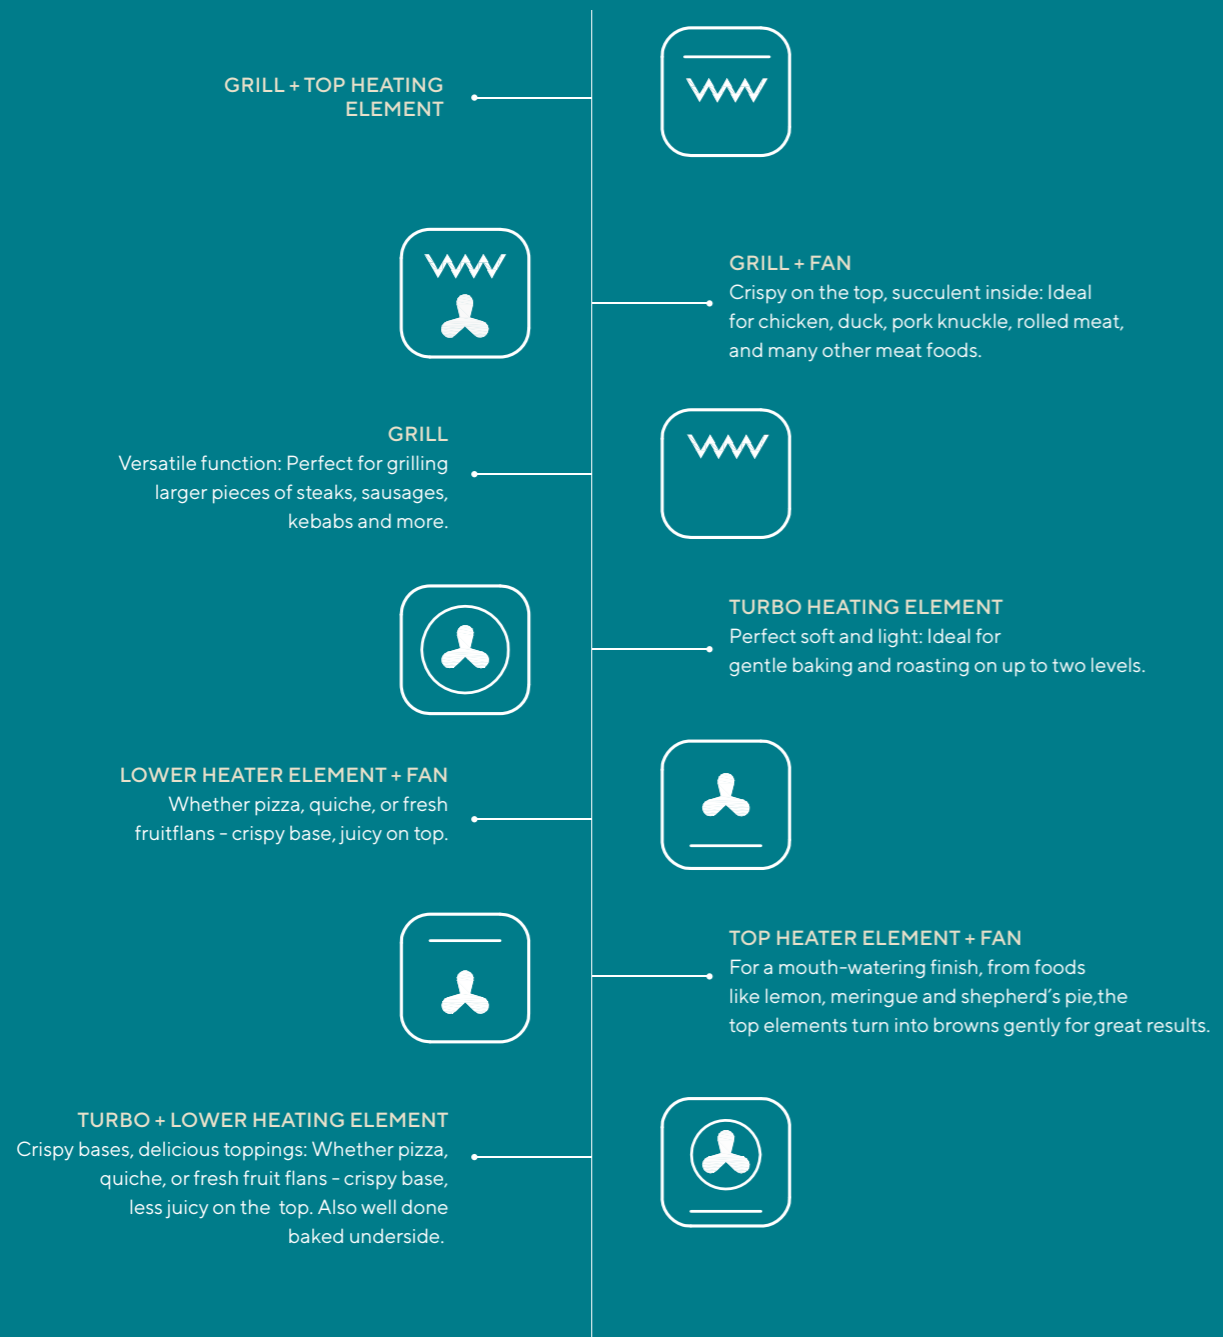 GRILL + TOP HEATING
ELEMENT
GRILL + FAN
Crispy on the top, succulent inside: Ideal
for chicken, duck, pork knuckle, rolled meat,
and many other meat foods.
GRILL
Versatile function: Perfect for grilling
larger pieces of steaks, sausages,
kebabs and more.
TURBO HEATING ELEMENT
Perfect soft and light: Ideal for
gentle baking and roasting on up to two levels.
LOWER HEATER ELEMENT + FAN
Whether pizza, quiche, or fresh
fruitflans - crispy base, juicy on top.
TOP HEATER ELEMENT + FAN
For a mouth-watering finish, from foods
like lemon, meringue and shepherd's pie,the
top elements turn into browns gently for great results.
TURBO + LOWER HEATING ELEMENT
Crispy bases, delicious toppings: Whether pizza,
quiche, or fresh fruit flans - crispy base,
less juicy on the top. Also well done
baked underside.